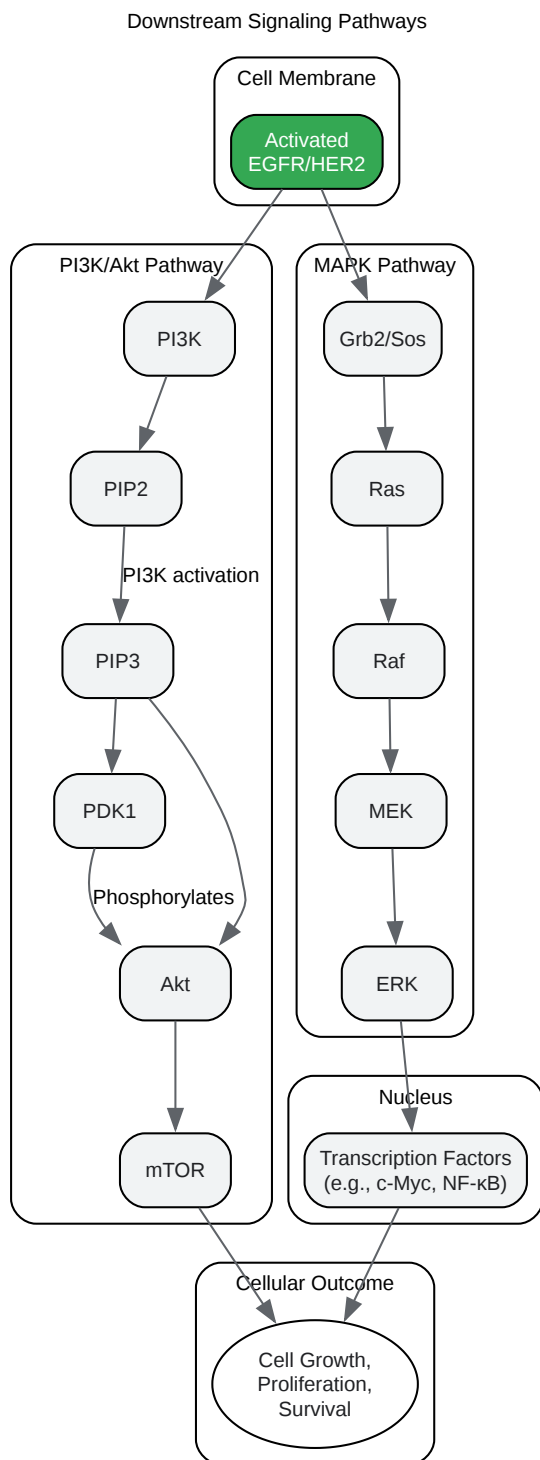 Downstream Signaling Pathways
Cell Membrane
Activated
EGFR/HER2
PI3K/Akt Pathway
PI3K
PIP2
PI3K activation
PIP3
PDK1
Phosphorylates
Akt
mTOR
MAPK Pathway
Grb2/Sos
Ras
Raf
MEK
ERK
Nucleus
Transcription Factors
(e.g., c-Myc, NF-κB)
Cellular Outcome
Cell Growth,
Proliferation,
Survival